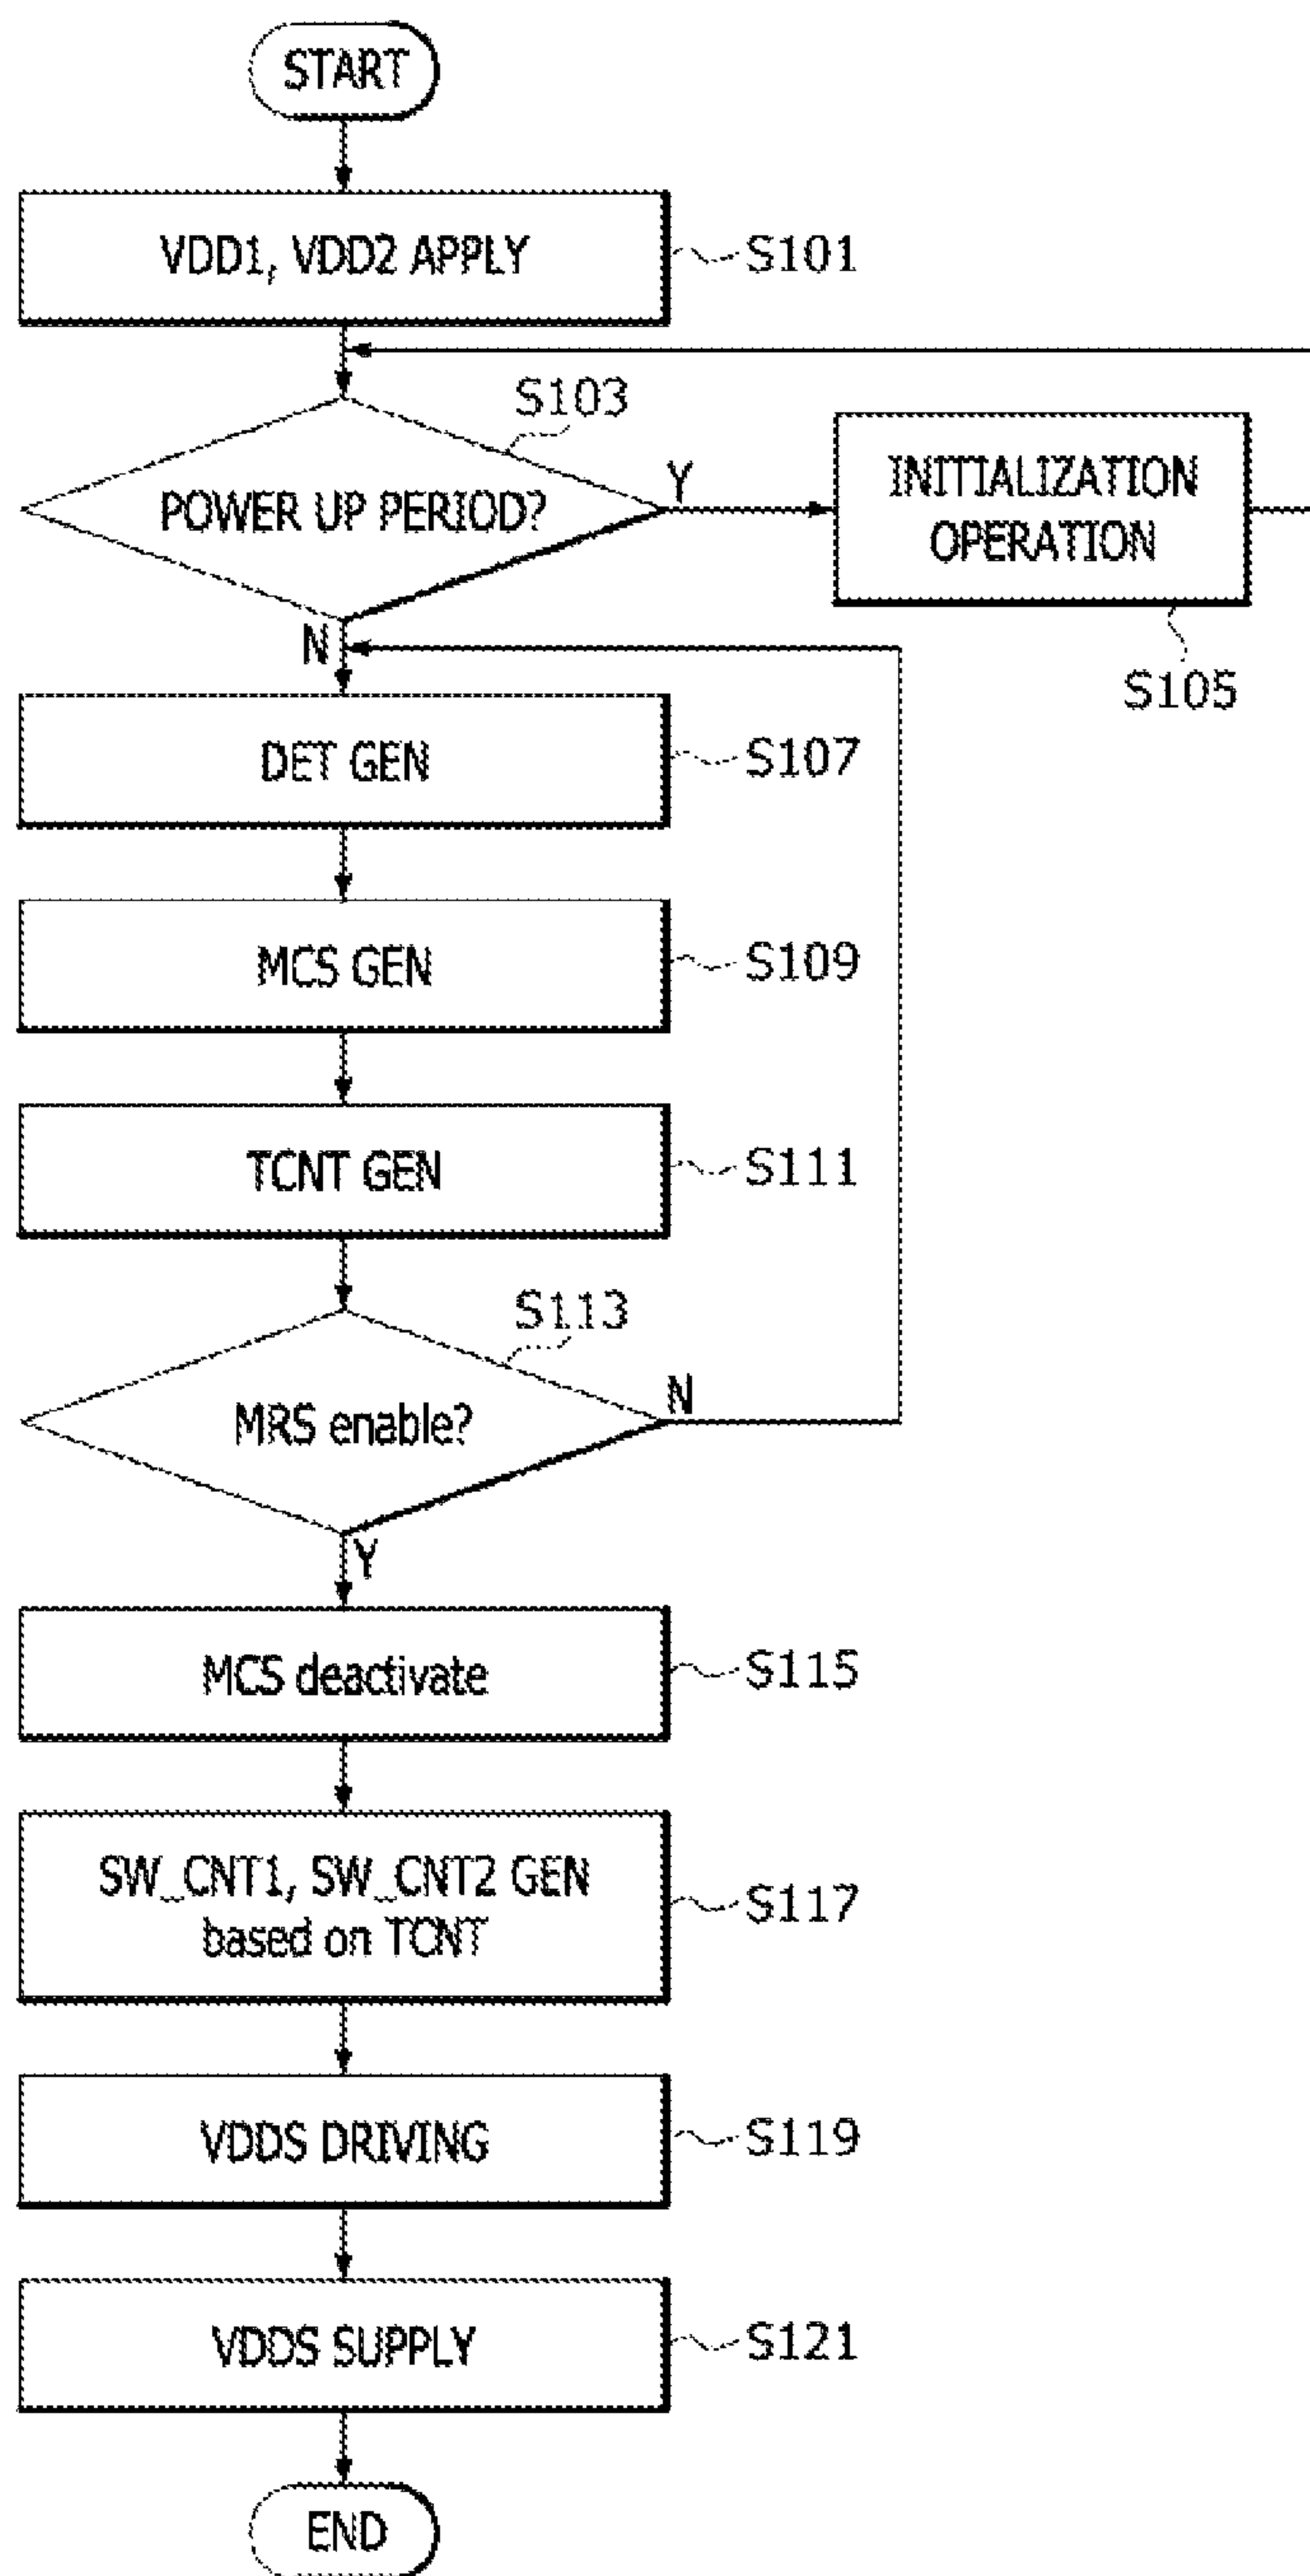 START
VDD1, VDD2 APPLY
S101
S103
POWER UP PERIOD?
Y
INITIALIZATION
OPERATION
S105
N
DET GEN
S107
MCS GEN
S109
TCNT GEN
S111
S113
MRS enable?
N
Y
MCS deactivate
S115
SW_CNT1, SW_CNT2 GEN
based on TCNT
S117
VDDS DRIVING
S119
VDDS SUPPLY
S121
END